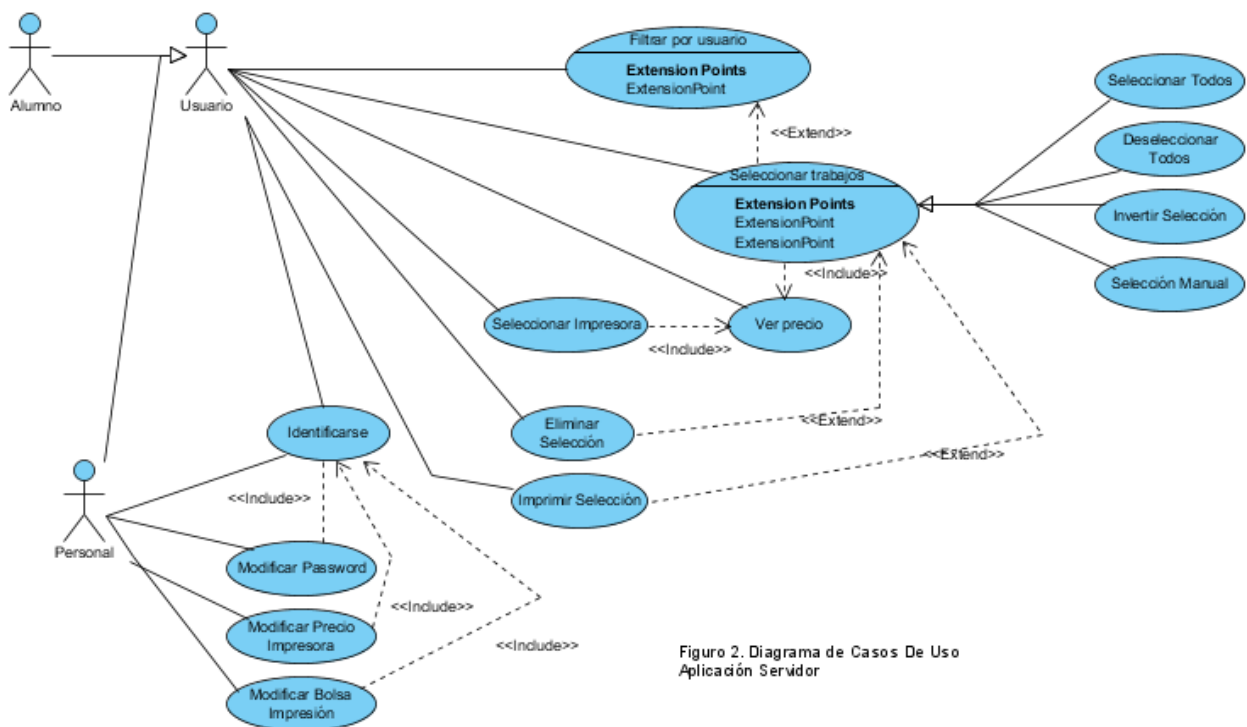 Alumno
Usuario
Filtrar por usuario
Extension Points
ExtensionPoint
<<Extend>>
Seleccionar trabajos
Extension Points
ExtensionPoint
ExtensionPoint
Seleccionar Todos
Deseleccionar
Todos
Invertir Selección
Selección Manual
<<Include>>
Seleccionar Impresora
<<Include>>
Ver precio
Identificarse
Eliminar
Selección
<<Extend>>
<<Extend>>
Imprimir Selección
<<Include>>
Personal
Modificar Password
<<Include>>
Modificar Precio
Impresora
<<Include>>
Modificar Bolsa
Impresión
Figuro 2. Diagrama de Casos De Uso
Aplicación Servidor